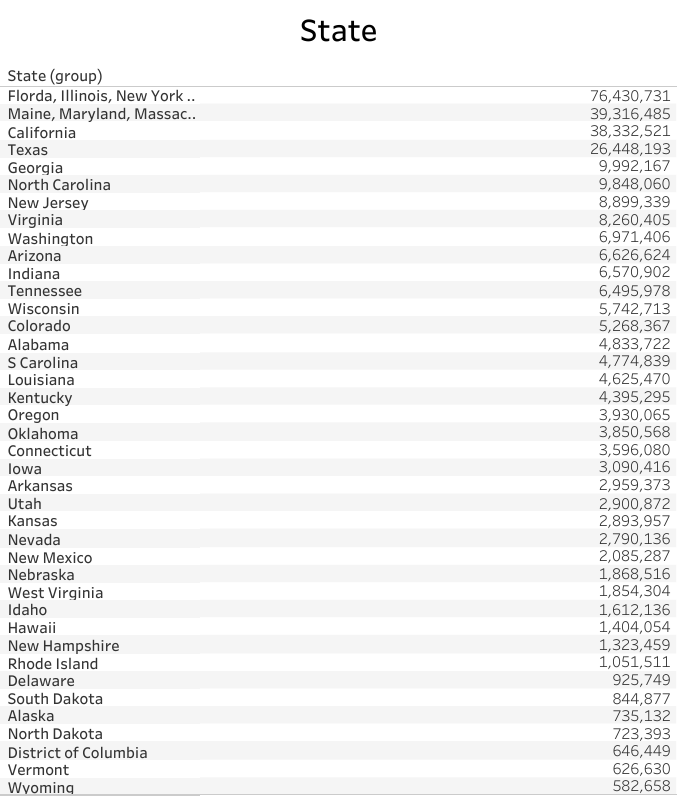 State
State (group)
Florda, Illinois, New York .. 76,430,731
Maine, Maryland, Massac.. 39,316,485
California 38,332,521
Texas 26,448,193
Georgia 9,992,167
North Carolina 9,848,060
New Jersey 8,899,339
Virginia 8,260,405
Washington 6,971,406
Arizona 6,626,624
Indiana 6,570,902
Tennessee 6,495,978
Wisconsin 5,742,713
Colorado 5,268,367
Alabama 4,833,722
S Carolina 4,774,839
Louisiana 4,625,470
Kentucky 4,395,295
Oregon 3,930,065
Oklahoma 3,850,568
Connecticut 3,596,080
Iowa 3,090,416
Arkansas 2,959,373
Utah 2,900,872
Kansas 2,893,957
Nevada 2,790,136
New Mexico 2,085,287
Nebraska 1,868,516
West Virginia 1,854,304
Idaho 1,612,136
Hawaii 1,404,054
New Hampshire 1,323,459
Rhode Island 1,051,511
Delaware 925,749
South Dakota 844,877
Alaska 735,132
North Dakota 723,393
District of Columbia 646,449
Vermont 626,630
Wyoming 582,658